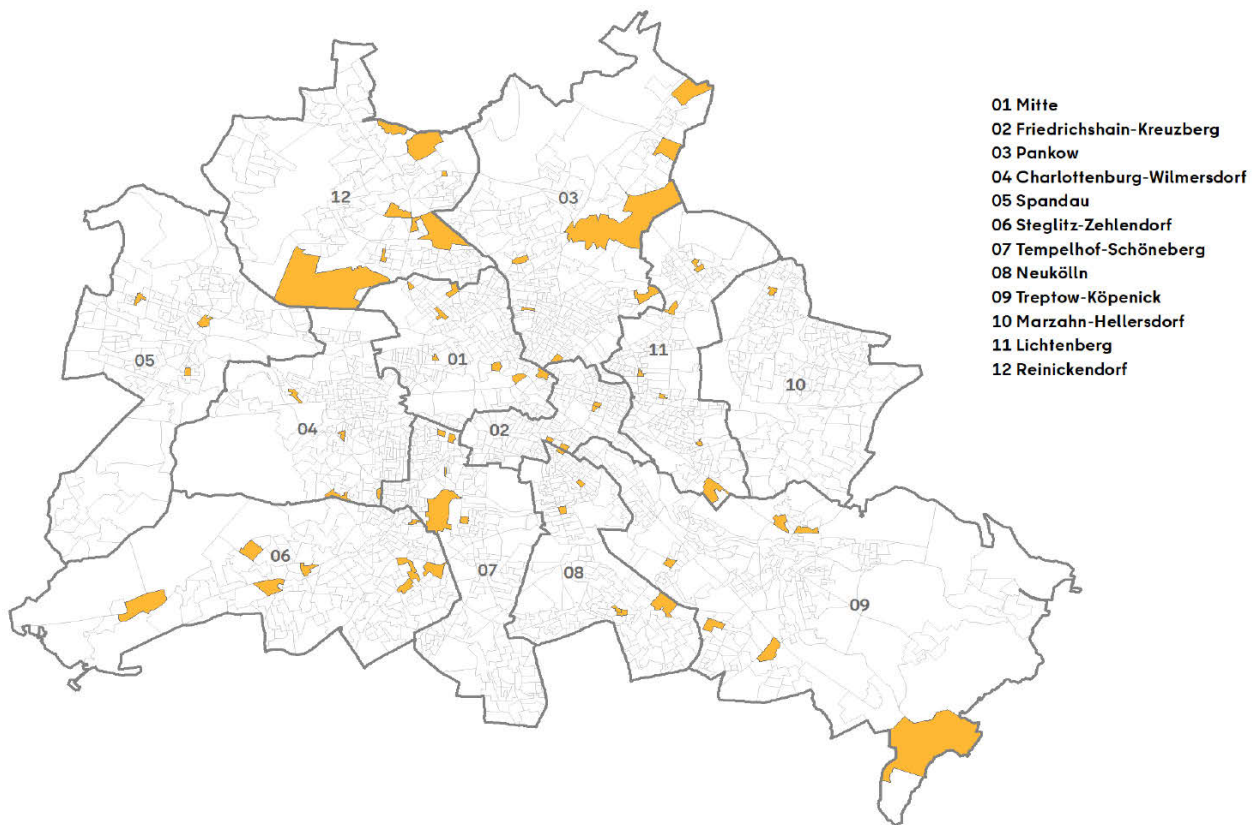 01 Mitte
02 Friedrichshain-Kreuzberg
03 Pankow
04 Charlottenburg-Wilmersdorf
05 Spandau
06 Steglitz-Zehlendorf
07 Tempelhof-Schöneberg
08 Neukölln
09 Treptow-Köpenick
10 Marzahn-Hellersdorf
11 Lichtenberg
12 Reinickendorf
12
03
05
01
11
10
04
02
06
07
08
09